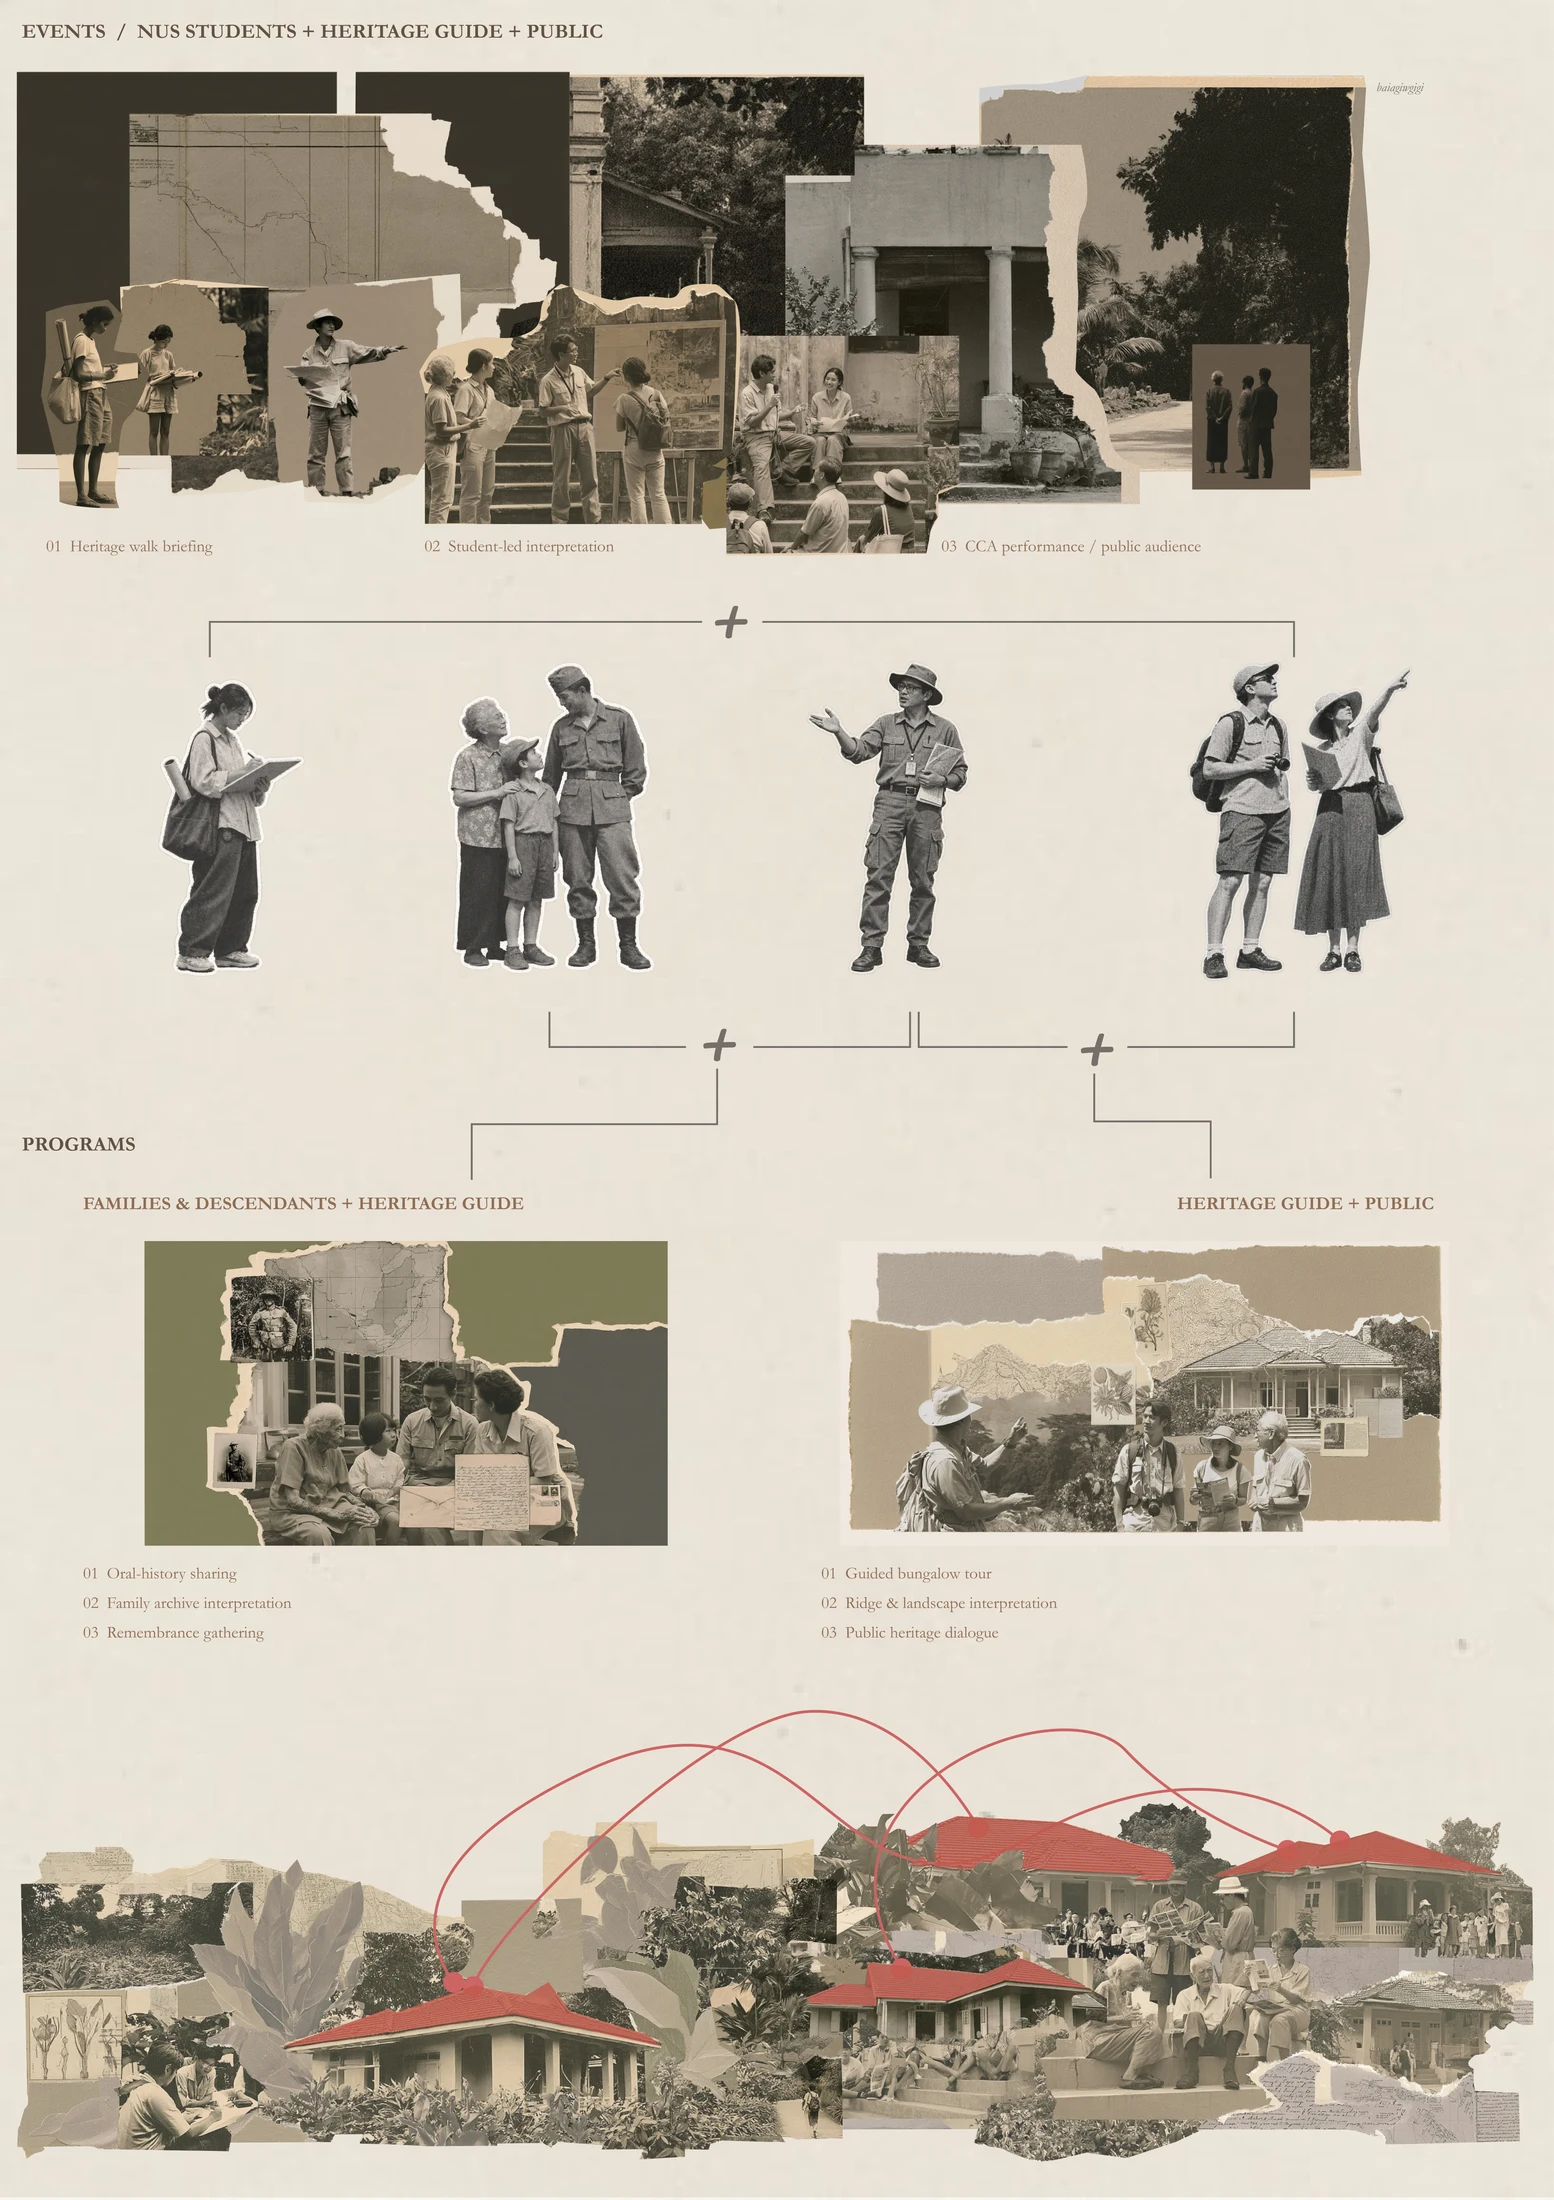 EVENTS / NUS STUDENTS + HERITAGE GUIDE + PUBLIC
baiagiwgigi
01 Heritage walk briefing
02 Student-led interpretation
03 CCA performance / public audience
+
+
+
PROGRAMS
FAMILIES & DESCENDANTS + HERITAGE GUIDE
HERITAGE GUIDE + PUBLIC
01 Oral-history sharing
02 Family archive interpretation
03 Remembrance gathering
01 Guided bungalow tour
02 Ridge & landscape interpretation
03 Public heritage dialogue